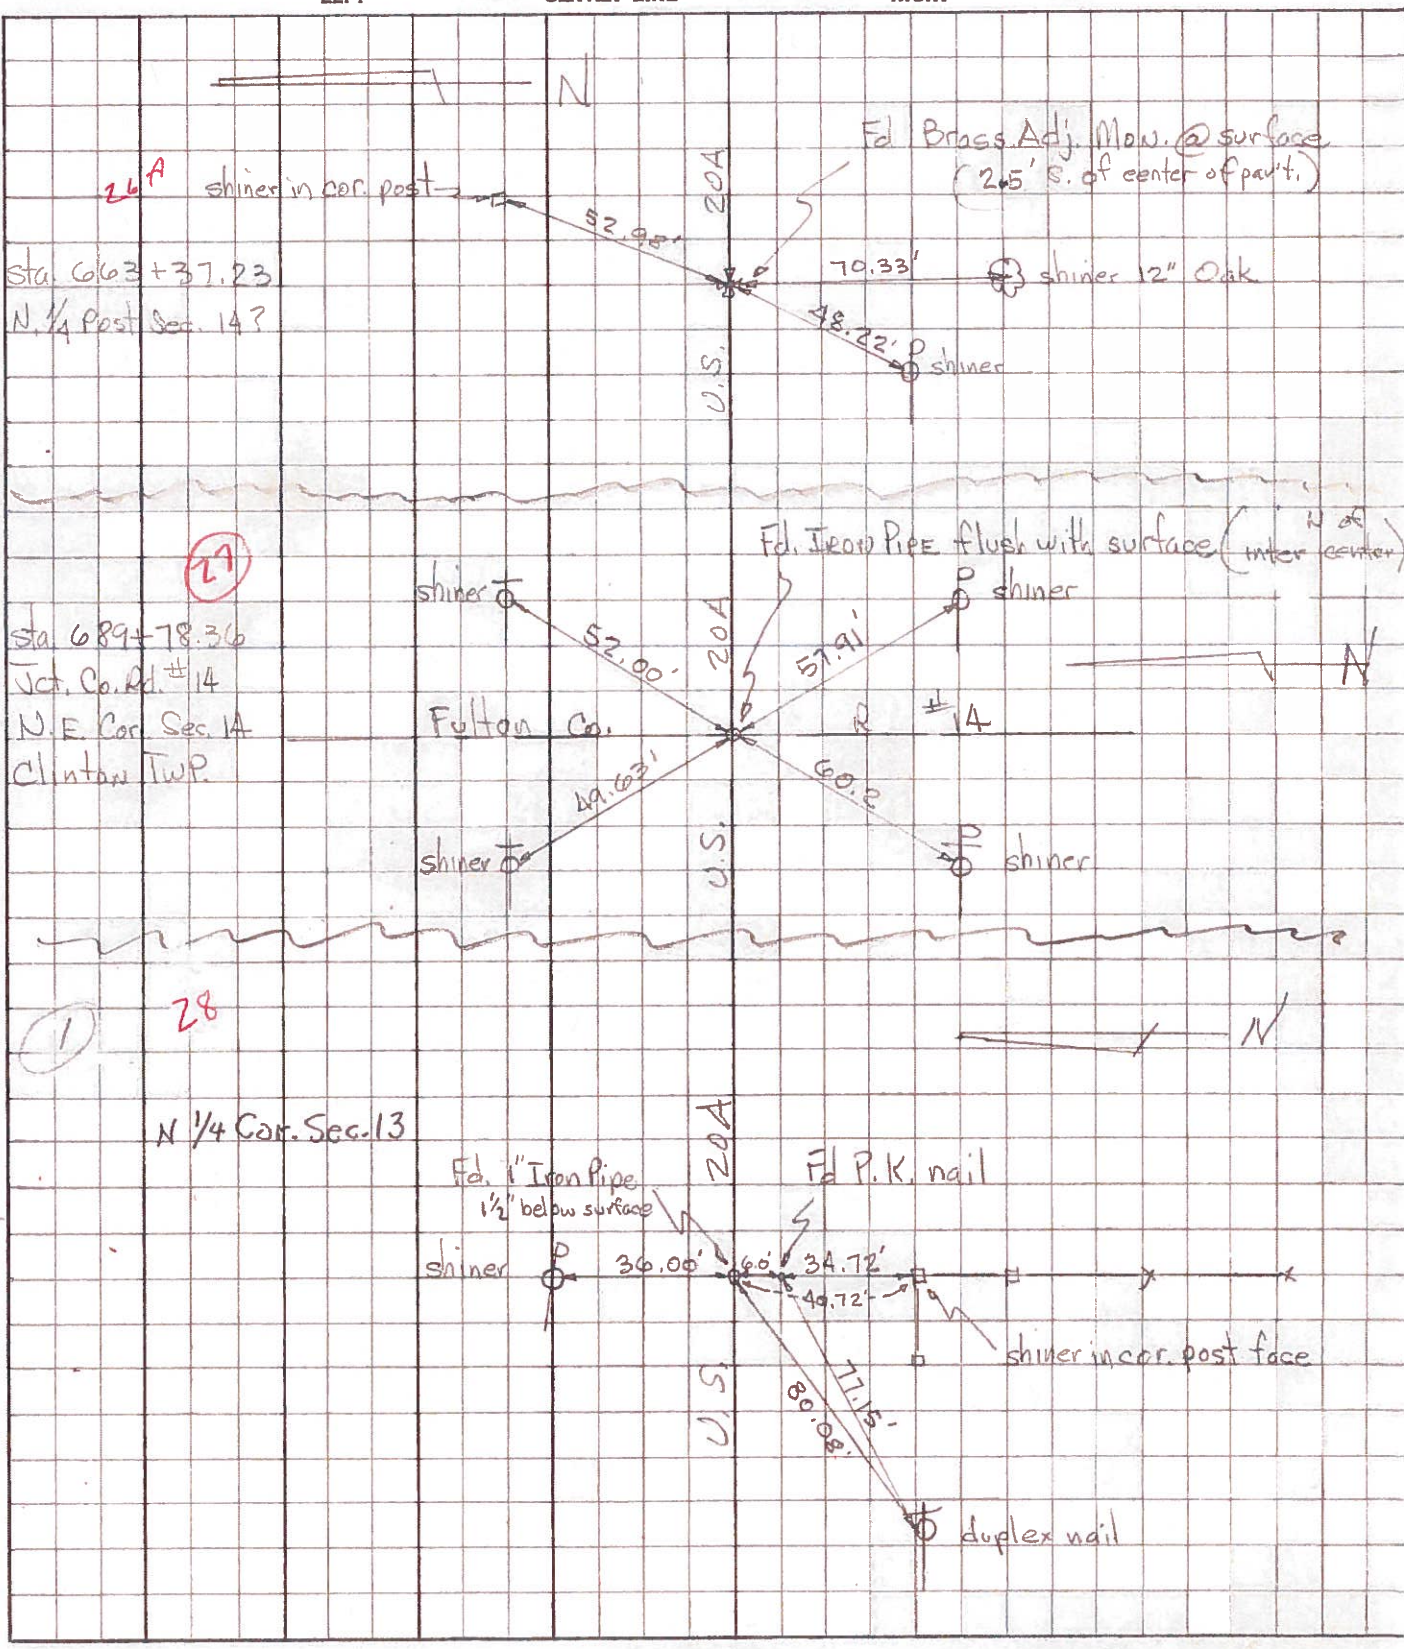 CENTER LINE
N
Fd. Brass Adj. Mon. @ surface
(2.5' S. of center of pav't.)
26A
shiner in cor. post
20A
52.98'
70.33'
shiner 12" Oak
sta. 663+37.23
N. 1/4 Post Sec. 14?
48.22'
P
shiner
U.S.
27
Fd. Iron Pipe flush with surface (N of
inter center)
shiner
P
shiner
sta. 689+78.36
20A
52.00'
57.91'
N
Jct. Co. Rd. #14
N.E. Cor. Sec. 14
Fulton Co. R #14
Clinton Twp.
49.63'
60.2
U.S.
shiner
P
shiner
28
1
N
N 1/4 Cor. Sec. 13
20A
Fd. 1" Iron Pipe
1 1/2" below surface
Fd P.K. nail
shiner
P
36.00'
6.0'
34.72'
40.72'
shiner in cor. post face
U.S.
77.15'
80.08'
duplex nail